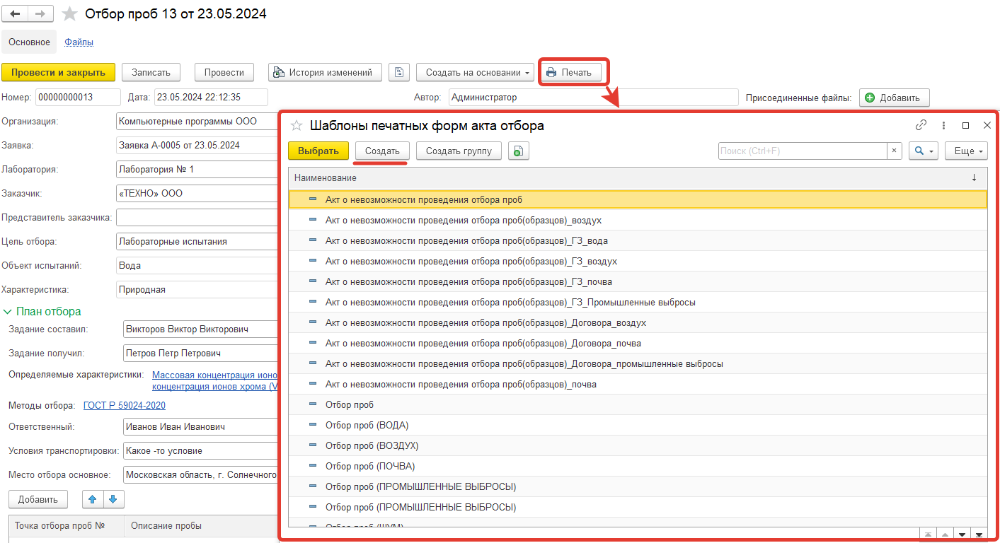 Отбор проб 13 от 23.05.2024
Основное Файлы
Провести и закрыть Записать Провести История изменений Создать на основании Печать
Номер: 00000000013 Дата: 23.05.2024 22:12:35 Автор: Администратор Присоединенные файлы: Добавить
Организация: Компьютерные программы ООО
Заявка: Заявка А-0005 от 23.05.2024
Лаборатория: Лаборатория № 1
Заказчик: «ТЕХНО» ООО
Представитель заказчика:
Цель отбора: Лабораторные испытания
Объект испытаний: Вода
Характеристика: Природная
План отбора
Задание составил: Викторов Виктор Викторович
Задание получил: Петров Петр Петрович
Определяемые характеристики: Массовая концентрация ионо
концентрация ионов хрома (V
Методы отбора: ГОСТ Р 59024-2020
Ответственный: Иванов Иван Иванович
Условия транспортировки: Какое -то условие
Место отбора основное: Московская область, г. Солнечного
Добавить
Точка отбора проб № Описание пробы
Шаблоны печатных форм акта отбора
Выбрать Создать Создать группу Поиск (Ctrl+F) × Еще
Наименование
Акт о невозможности проведения отбора проб
Акт о невозможности проведения отбора проб(образцов)_воздух
Акт о невозможности проведения отбора проб(образцов)_ГЗ_вода
Акт о невозможности проведения отбора проб(образцов)_ГЗ_воздух
Акт о невозможности проведения отбора проб(образцов)_ГЗ_почва
Акт о невозможности проведения отбора проб(образцов)_ГЗ_Промышленные выбросы
Акт о невозможности проведения отбора проб(образцов)_Договора_воздух
Акт о невозможности проведения отбора проб(образцов)_Договора_почва
Акт о невозможности проведения отбора проб(образцов)_Договора_промышленные выбросы
Акт о невозможности проведения отбора проб(образцов)_почва
Отбор проб
Отбор проб (ВОДА)
Отбор проб (ВОЗДУХ)
Отбор проб (ПОЧВА)
Отбор проб (ПРОМЫШЛЕННЫЕ ВЫБРОСЫ)
Отбор проб (ПРОМЫШЛЕННЫЕ ВЫБРОСЫ)
Отбор проб (ШУМ)